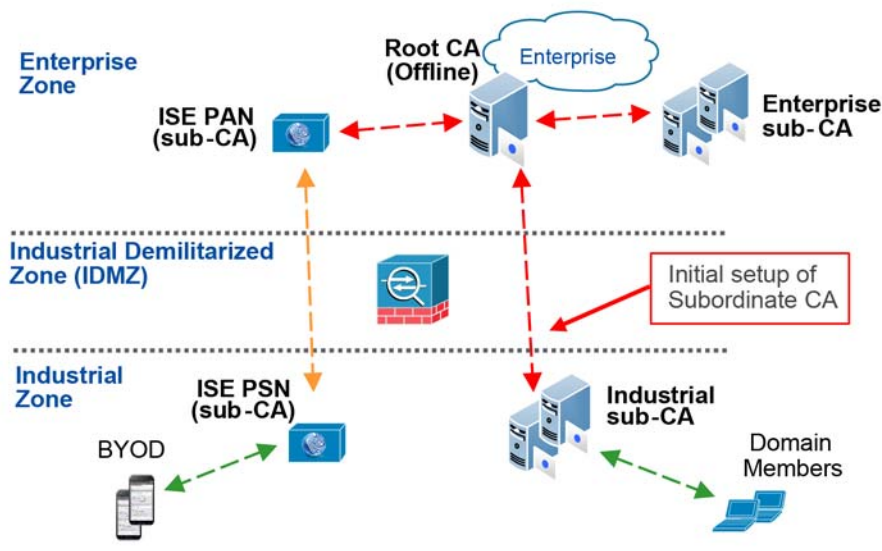 Enterprise
Zone
Root CA
(Offline)
Enterprise
ISE PAN
(sub-CA)
Enterprise
sub-CA
Industrial Demilitarized
Zone (IDMZ)
Initial setup of
Subordinate CA
Industrial
Zone
ISE PSN
(sub-CA)
Industrial
sub-CA
BYOD
Domain
Members